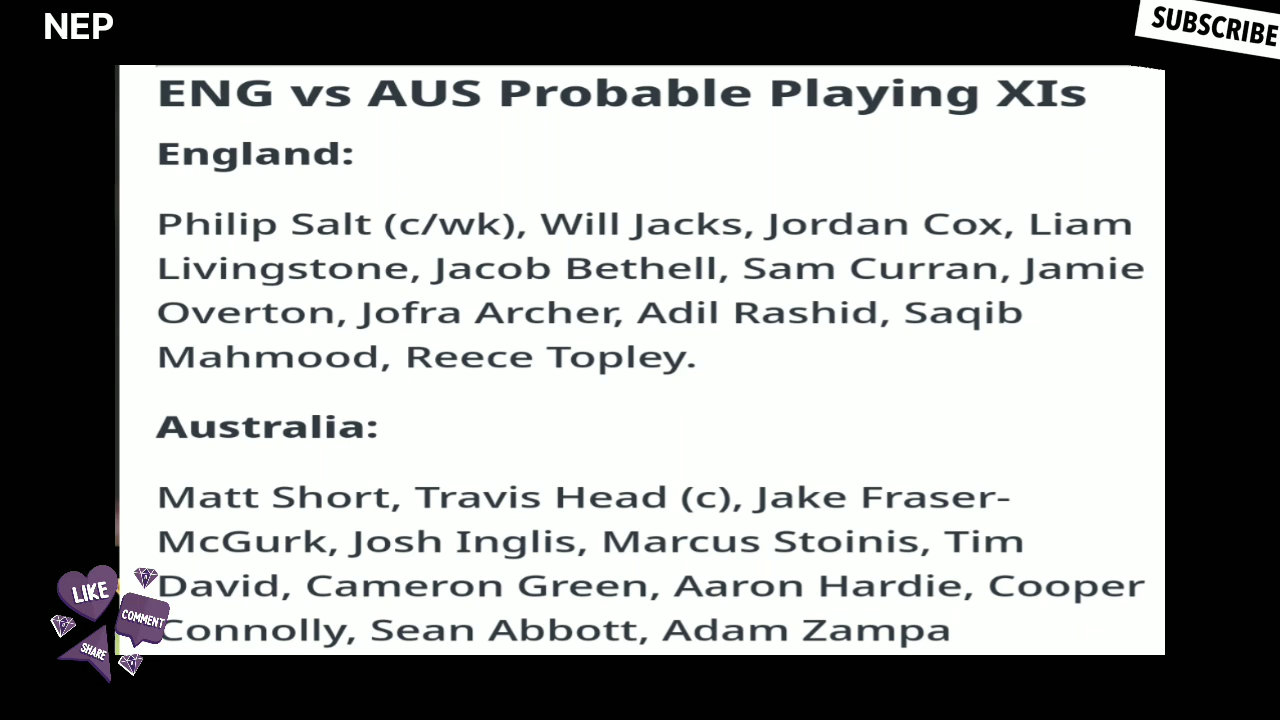 NEP
SUBSCRIBE
ENG vs AUS Probable Playing XIs
England:
Philip Salt (c/wk), Will Jacks, Jordan Cox, Liam
Livingstone, Jacob Bethell, Sam Curran, Jamie
Overton, Jofra Archer, Adil Rashid, Saqib
Mahmood, Reece Topley.
Australia:
Matt Short, Travis Head (c), Jake Fraser-
McGurk, Josh Inglis, Marcus Stoinis, Tim
David, Cameron Green, Aaron Hardie, Cooper
Connolly, Sean Abbott, Adam Zampa
LIKE
COMMENT
SHARE